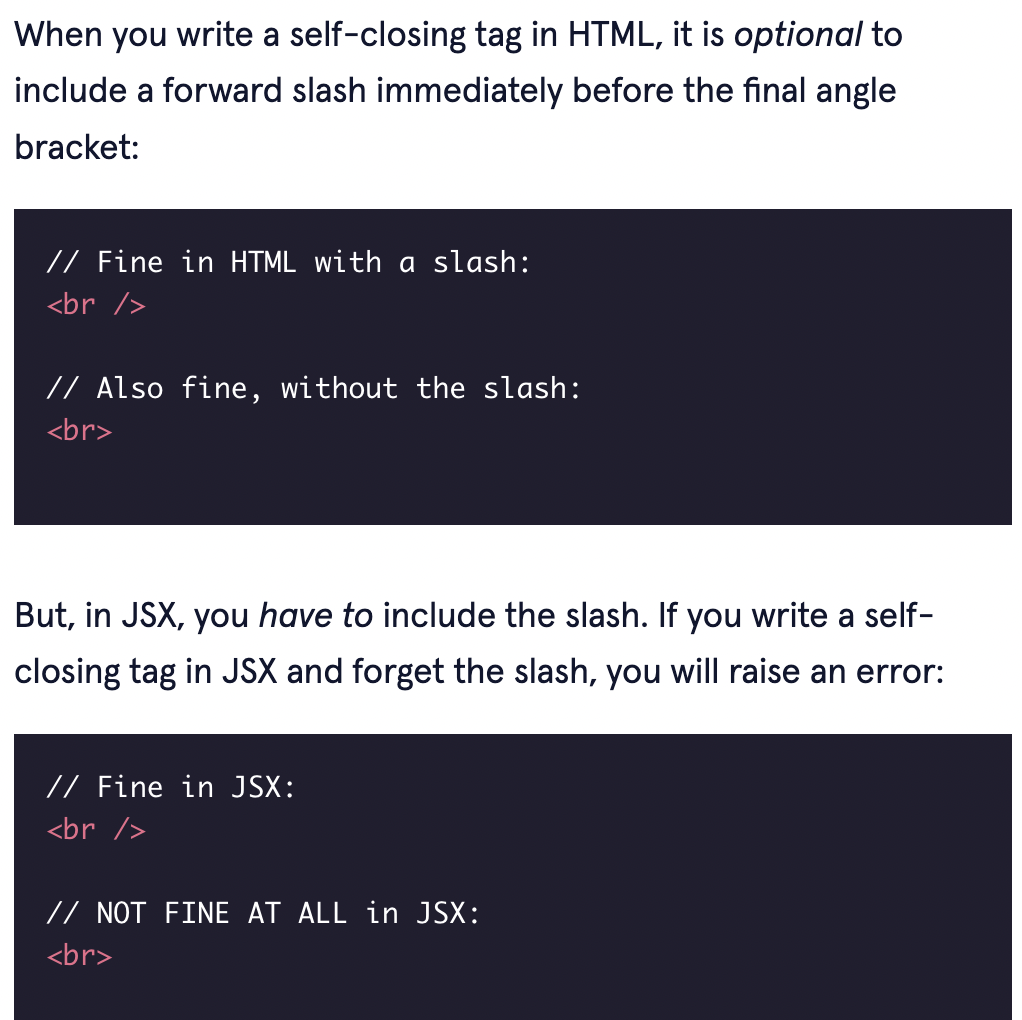 When you write a self-closing tag in HTML, it is optional to
include a forward slash immediately before the final angle
bracket:
// Fine in HTML with a slash:
<br />
// Also fine, without the slash:
<br>
But, in JSX, you have to include the slash. If you write a self-
closing tag in JSX and forget the slash, you will raise an error:
// Fine in JSX:
<br />
// NOT FINE AT ALL in JSX:
<br>